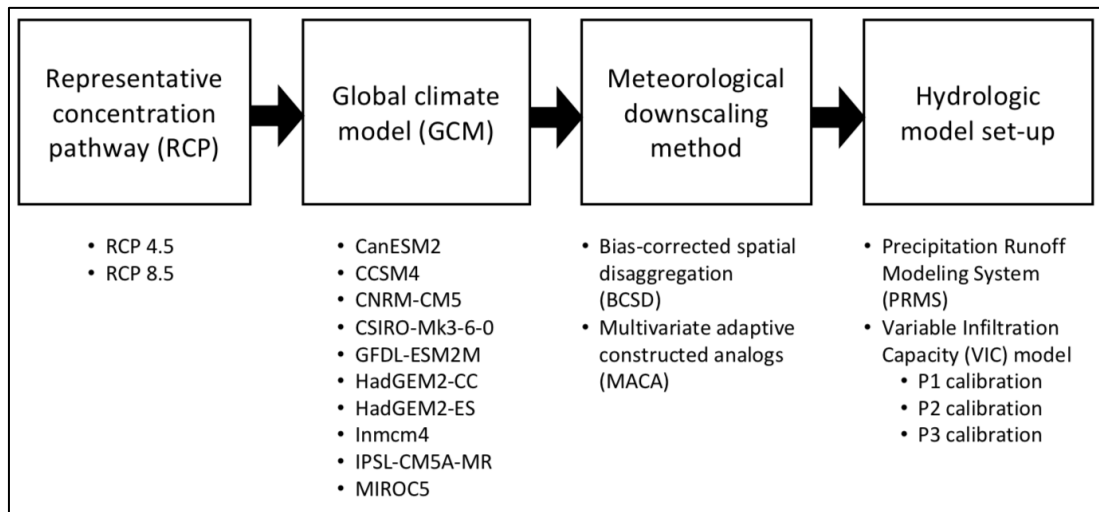 Representative
concentration
pathway (RCP)
Global climate
model (GCM)
Meteorological
downscaling
method
Hydrologic
model set-up
• RCP 4.5
• RCP 8.5
• CanESM2
• CCSM4
• CNRM-CM5
• CSIRO-Mk3-6-0
• GFDL-ESM2M
• HadGEM2-CC
• HadGEM2-ES
• Inmcm4
• IPSL-CM5A-MR
• MIROC5
• Bias-corrected spatial
disaggregation
(BCSD)
• Multivariate adaptive
constructed analogs
(MACA)
• Precipitation Runoff
Modeling System
(PRMS)
• Variable Infiltration
Capacity (VIC) model
• P1 calibration
• P2 calibration
• P3 calibration